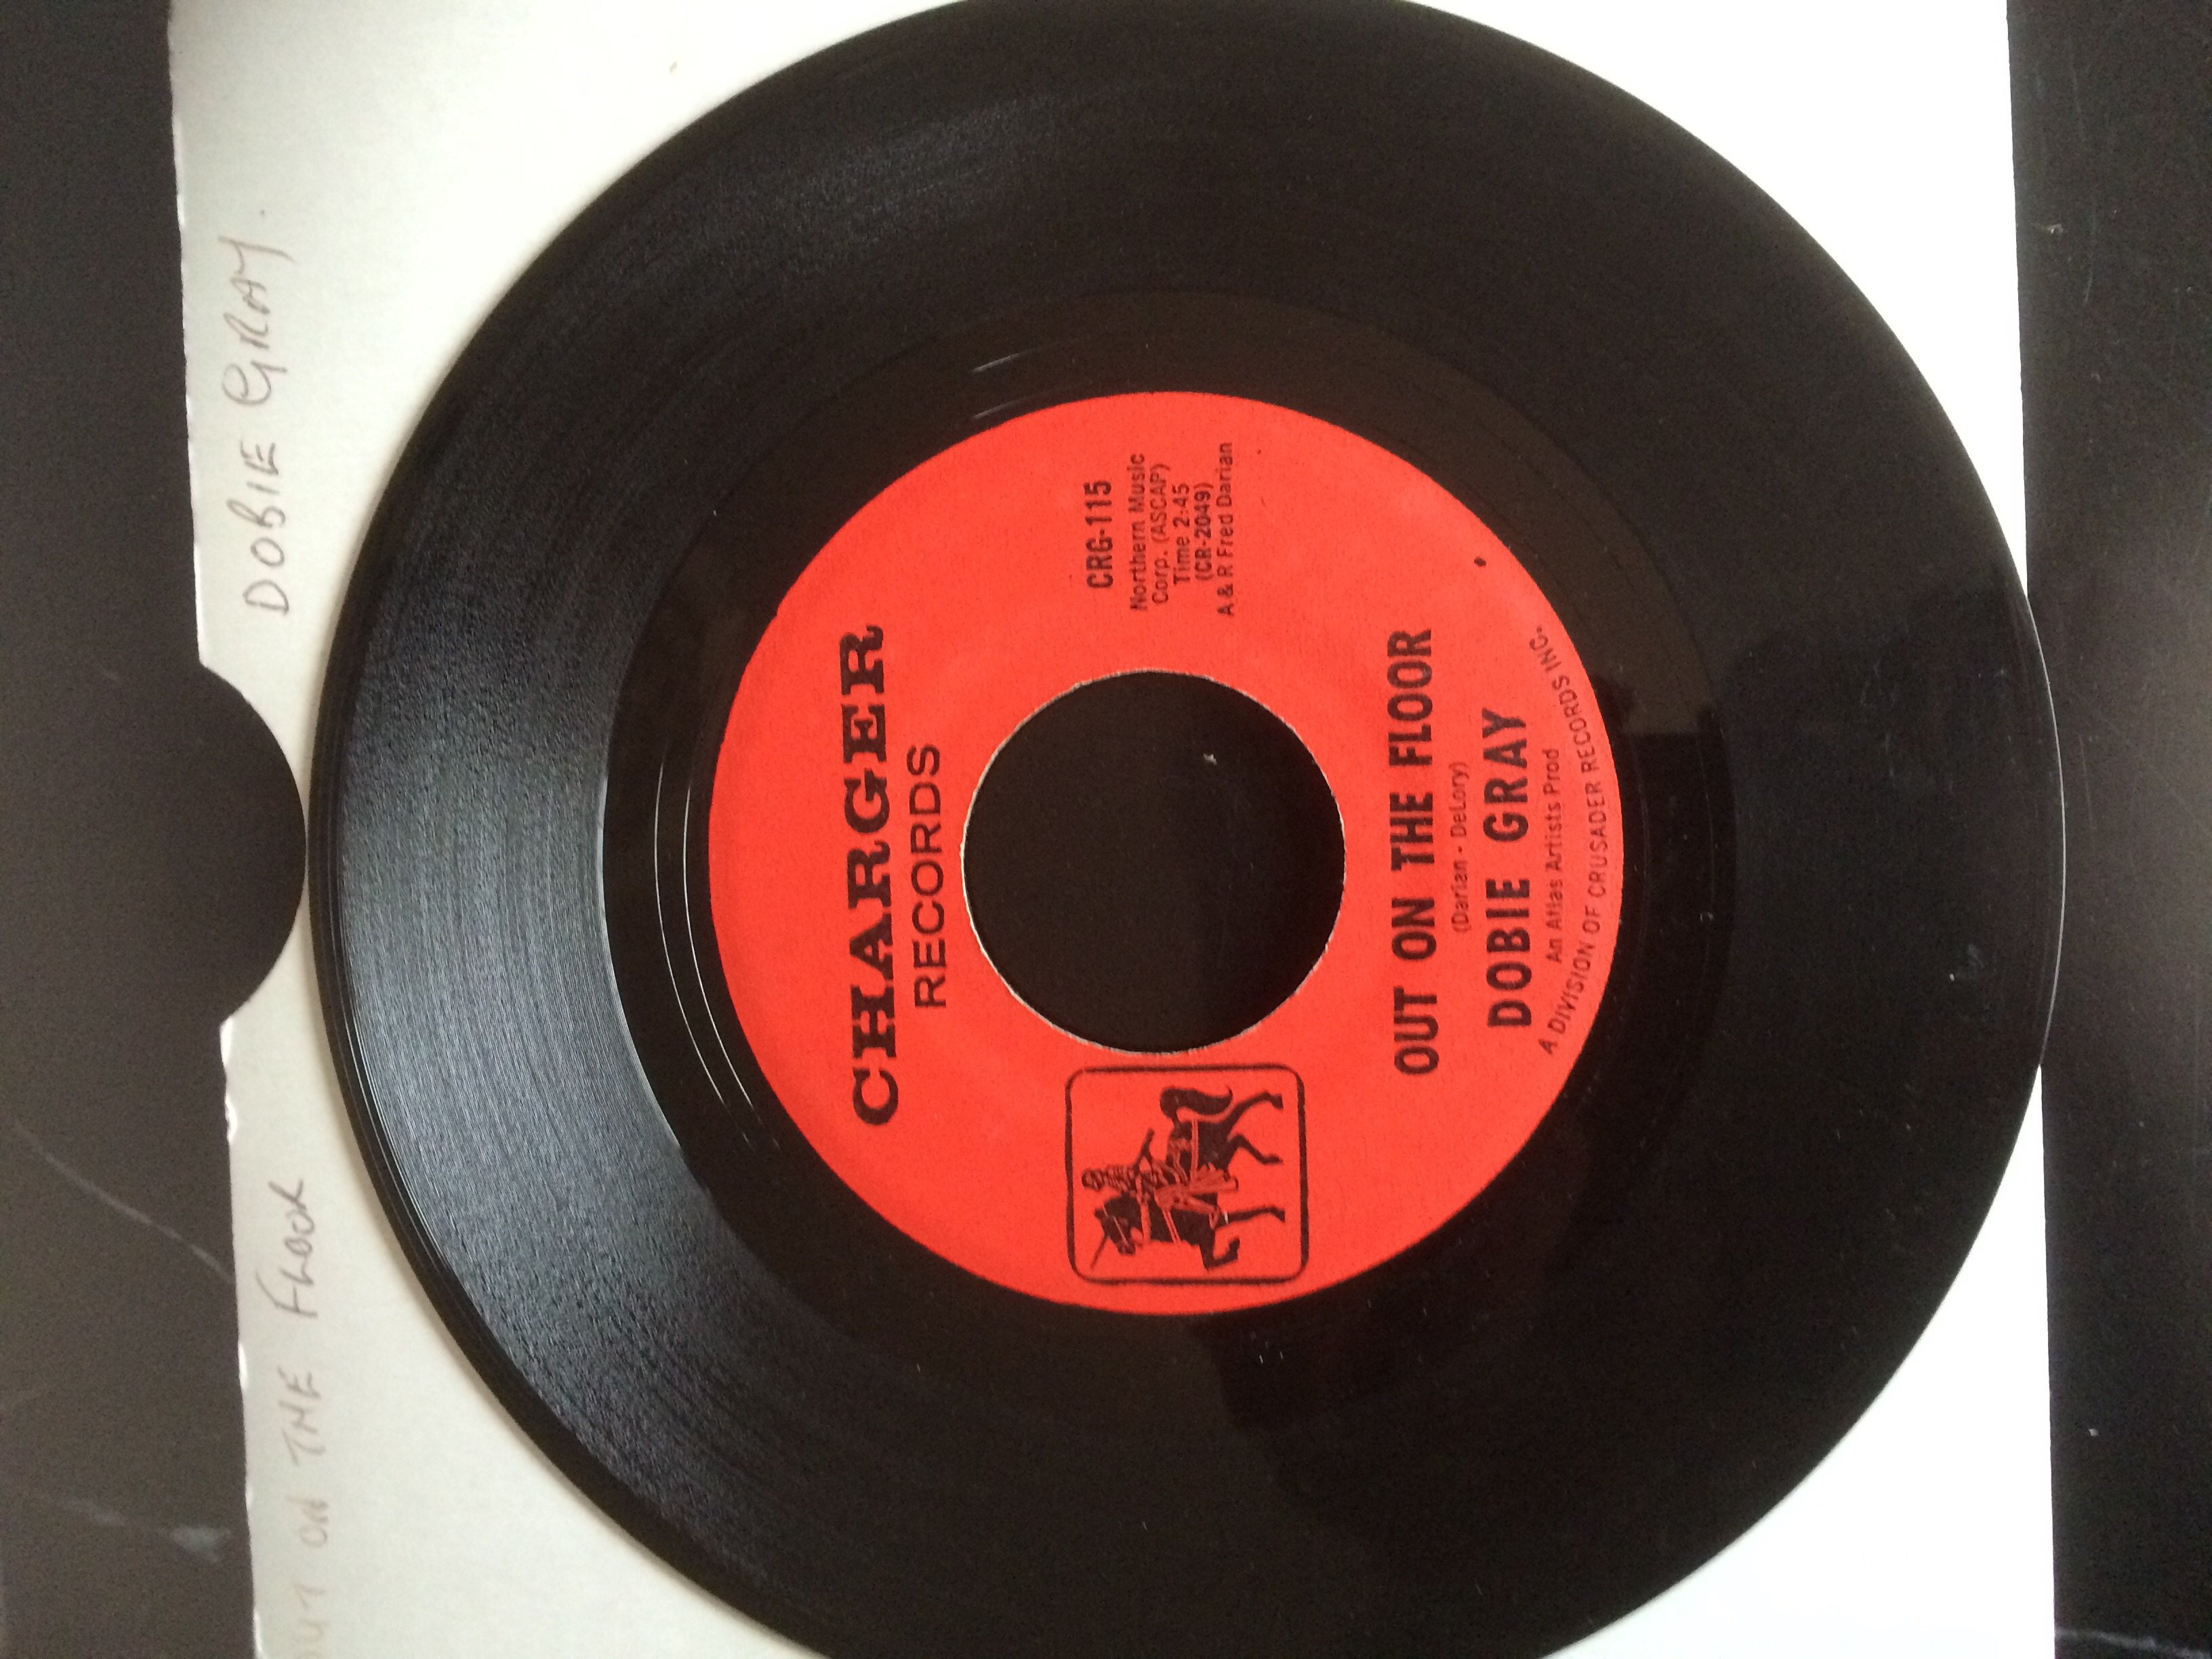 OUT ON THE FLOOR DOBIE GRAY.
CHARGER
RECORDS
CRG-115
Northern Music
Corp. (ASCAP)
Time 2:45
(CR-2049)
A & R Fred Darian
OUT ON THE FLOOR
(Darian - DeLory)
DOBIE GRAY
An Atlas Artists Prod
A DIVISION OF CRUSADER RECORDS INC.